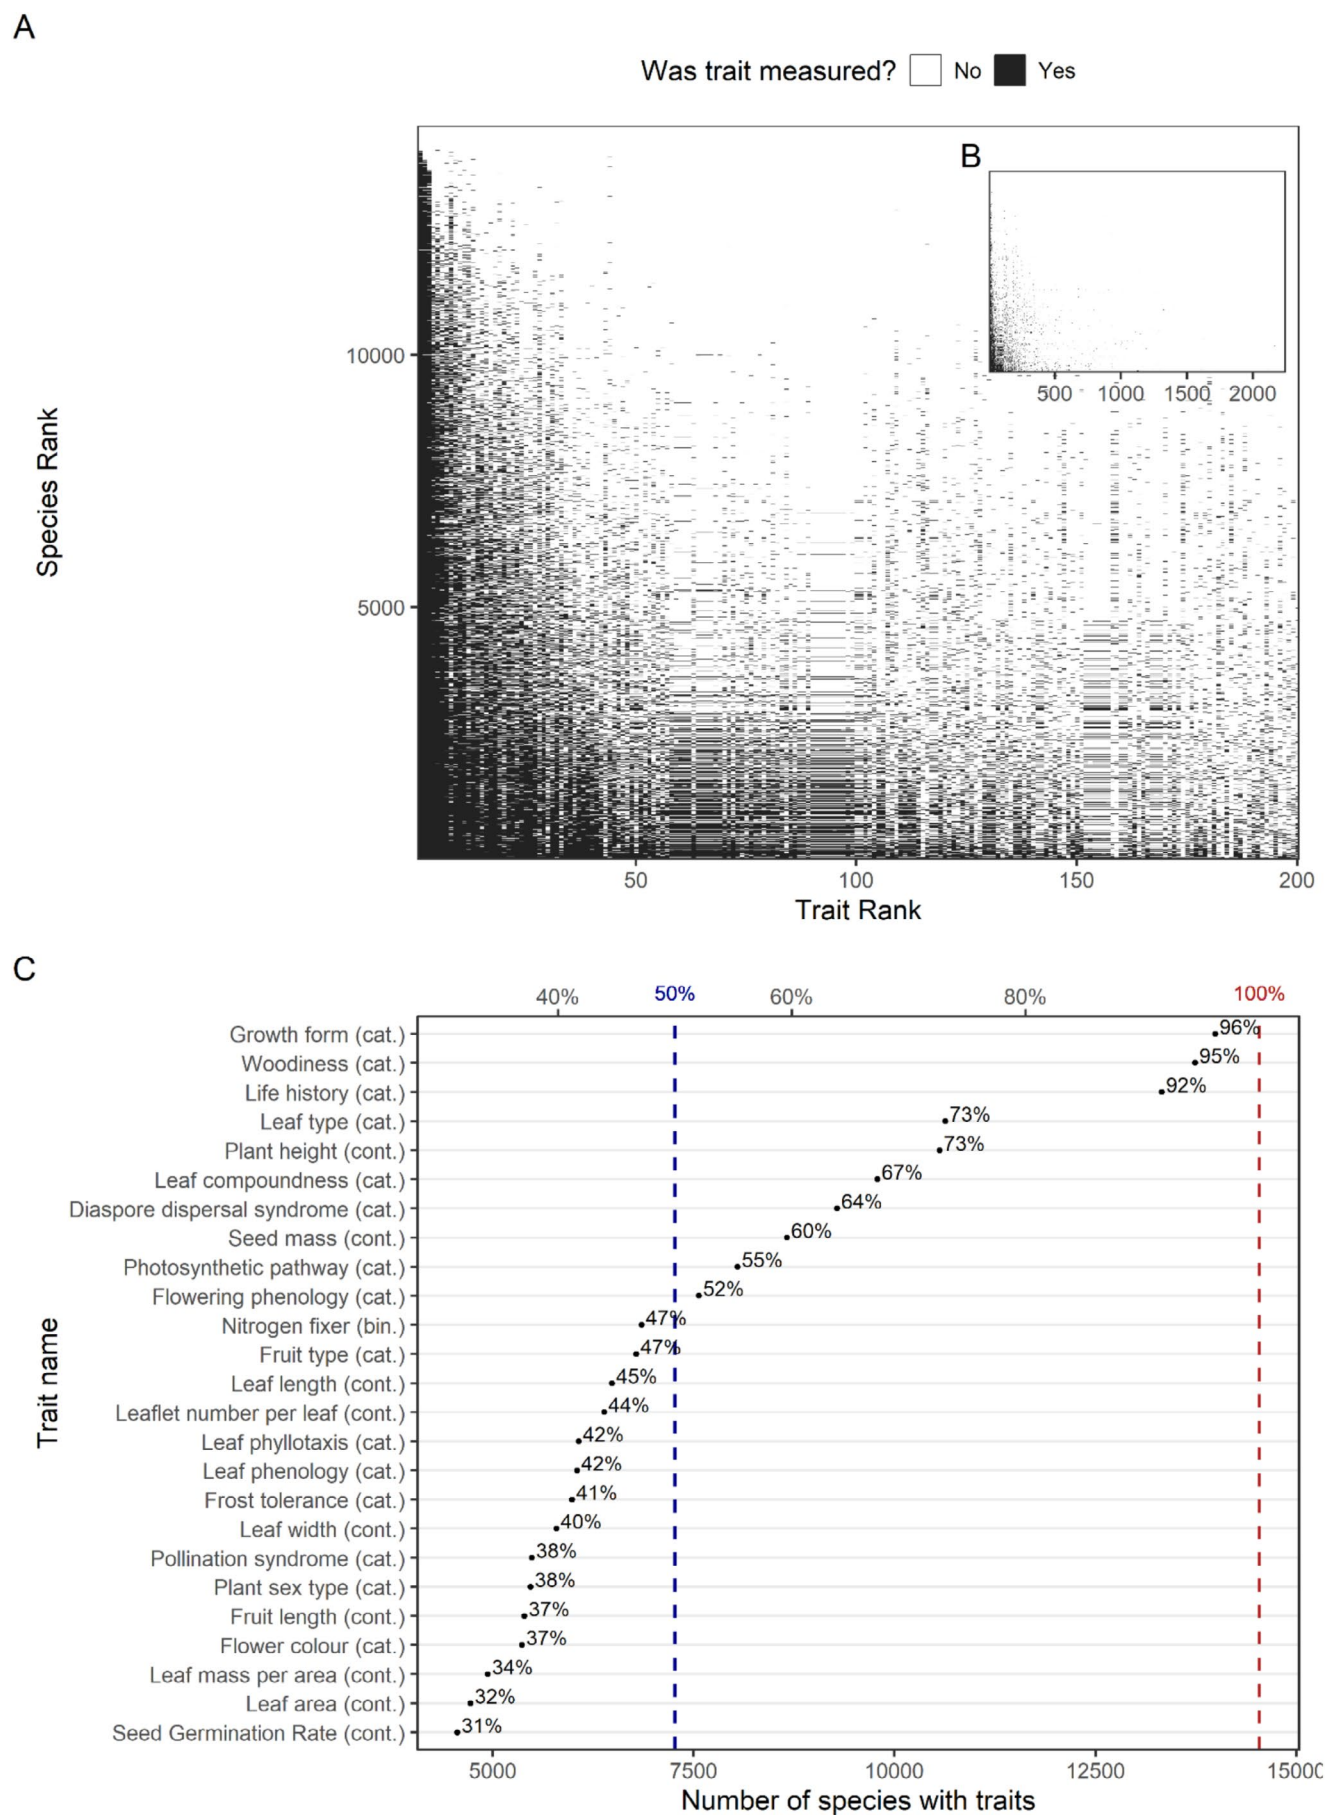 A
Was trait measured? No Yes
B
10000
5000
Species Rank
500 1000 1500 2000
50 100 150 200
Trait Rank
C
40% 50% 60% 80% 100%
Growth form (cat.) 96%
Woodiness (cat.) 95%
Life history (cat.) 92%
Leaf type (cat.) 73%
Plant height (cont.) 73%
Leaf compoundness (cat.) 67%
Diaspore dispersal syndrome (cat.) 64%
Seed mass (cont.) 60%
Photosynthetic pathway (cat.) 55%
Flowering phenology (cat.) 52%
Nitrogen fixer (bin.) 47%
Fruit type (cat.) 47%
Leaf length (cont.) 45%
Leaflet number per leaf (cont.) 44%
Leaf phyllotaxis (cat.) 42%
Leaf phenology (cat.) 42%
Frost tolerance (cat.) 41%
Leaf width (cont.) 40%
Pollination syndrome (cat.) 38%
Plant sex type (cat.) 38%
Fruit length (cont.) 37%
Flower colour (cat.) 37%
Leaf mass per area (cont.) 34%
Leaf area (cont.) 32%
Seed Germination Rate (cont.) 31%
Trait name
5000 7500 10000 12500 15000
Number of species with traits